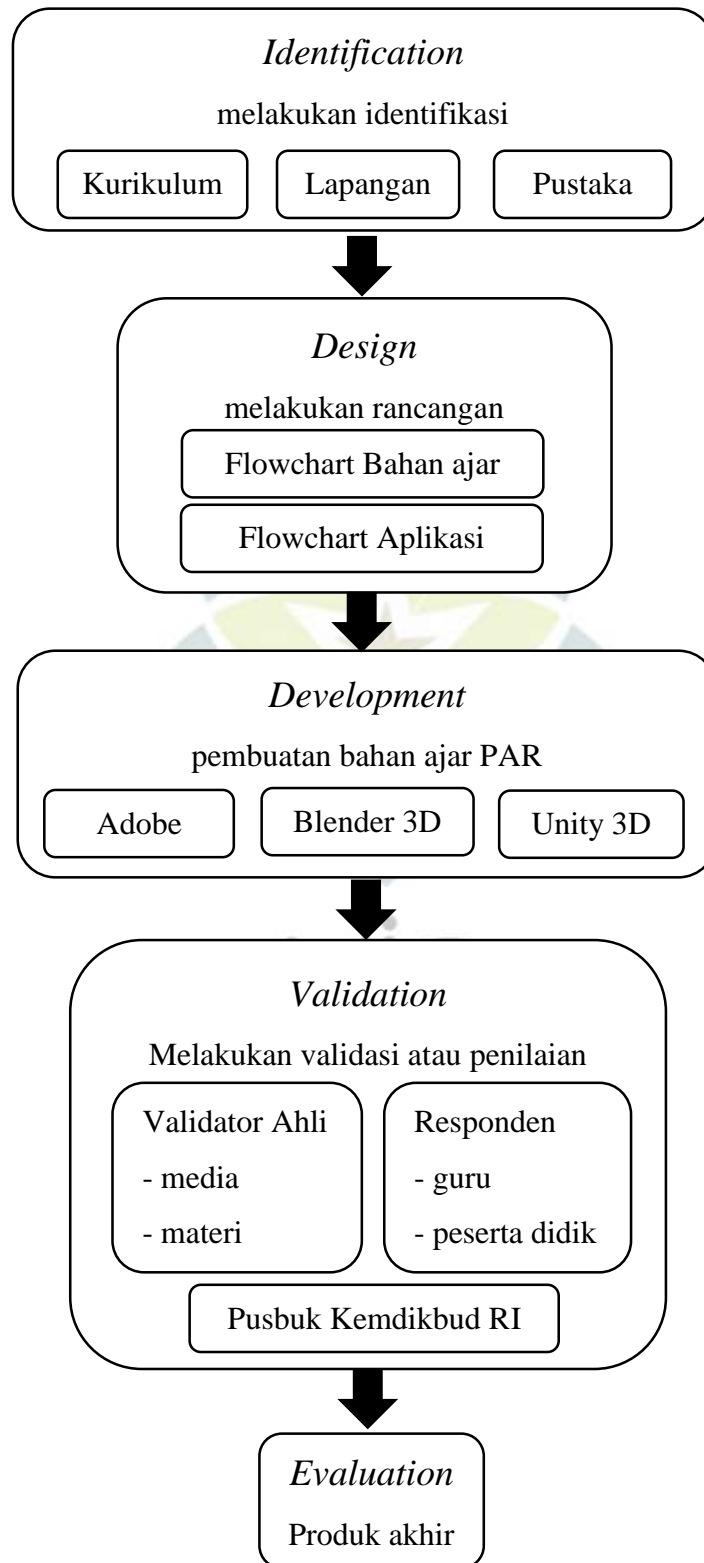 Identification
melakukan identifikasi
Kurikulum Lapangan Pustaka
Design
melakukan rancangan
Flowchart Bahan ajar
Flowchart Aplikasi
Development
pembuatan bahan ajar PAR
Adobe Blender 3D Unity 3D
Validation
Melakukan validasi atau penilaian
Validator Ahli
- media
- materi
Responden
- guru
- peserta didik
Pusbuk Kemdikbud RI
Evaluation
Produk akhir